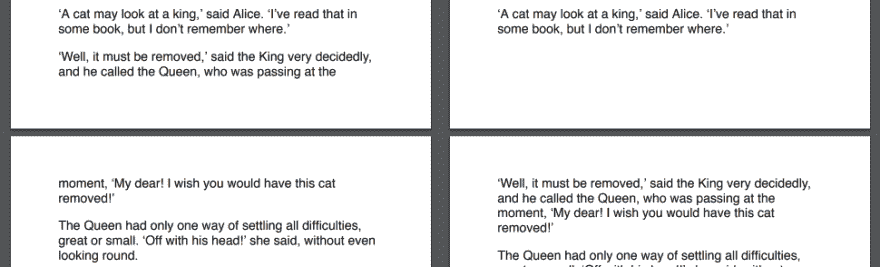 ‘A cat may look at a king,’ said Alice. ‘I’ve read that in
some book, but I don’t remember where.’
‘Well, it must be removed,’ said the King very decidedly,
and he called the Queen, who was passing at the
moment, ‘My dear! I wish you would have this cat
removed!’
The Queen had only one way of settling all difficulties,
great or small. ‘Off with his head!’ she said, without even
looking round.
‘A cat may look at a king,’ said Alice. ‘I’ve read that in
some book, but I don’t remember where.’
‘Well, it must be removed,’ said the King very decidedly,
and he called the Queen, who was passing at the
moment, ‘My dear! I wish you would have this cat
removed!’
The Queen had only one way of settling all difficulties,